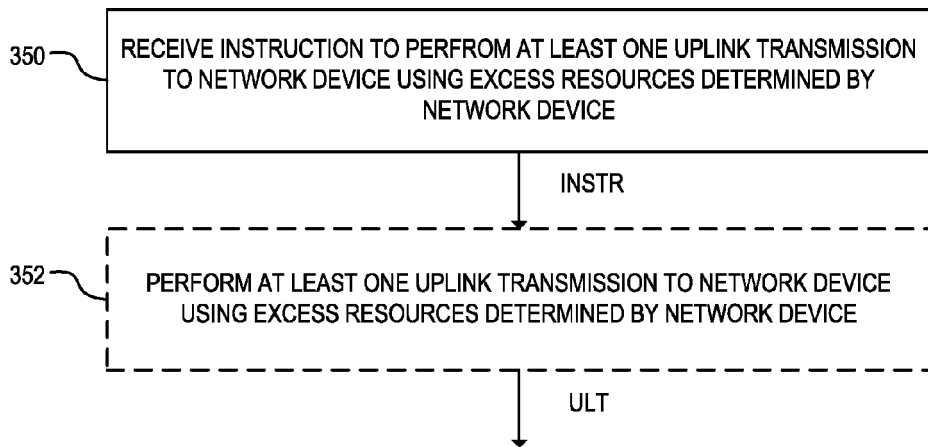 350
RECEIVE INSTRUCTION TO PERFROM AT LEAST ONE UPLINK TRANSMISSION
TO NETWORK DEVICE USING EXCESS RESOURCES DETERMINED BY
NETWORK DEVICE
INSTR
352
PERFORM AT LEAST ONE UPLINK TRANSMISSION TO NETWORK DEVICE
USING EXCESS RESOURCES DETERMINED BY NETWORK DEVICE
ULT